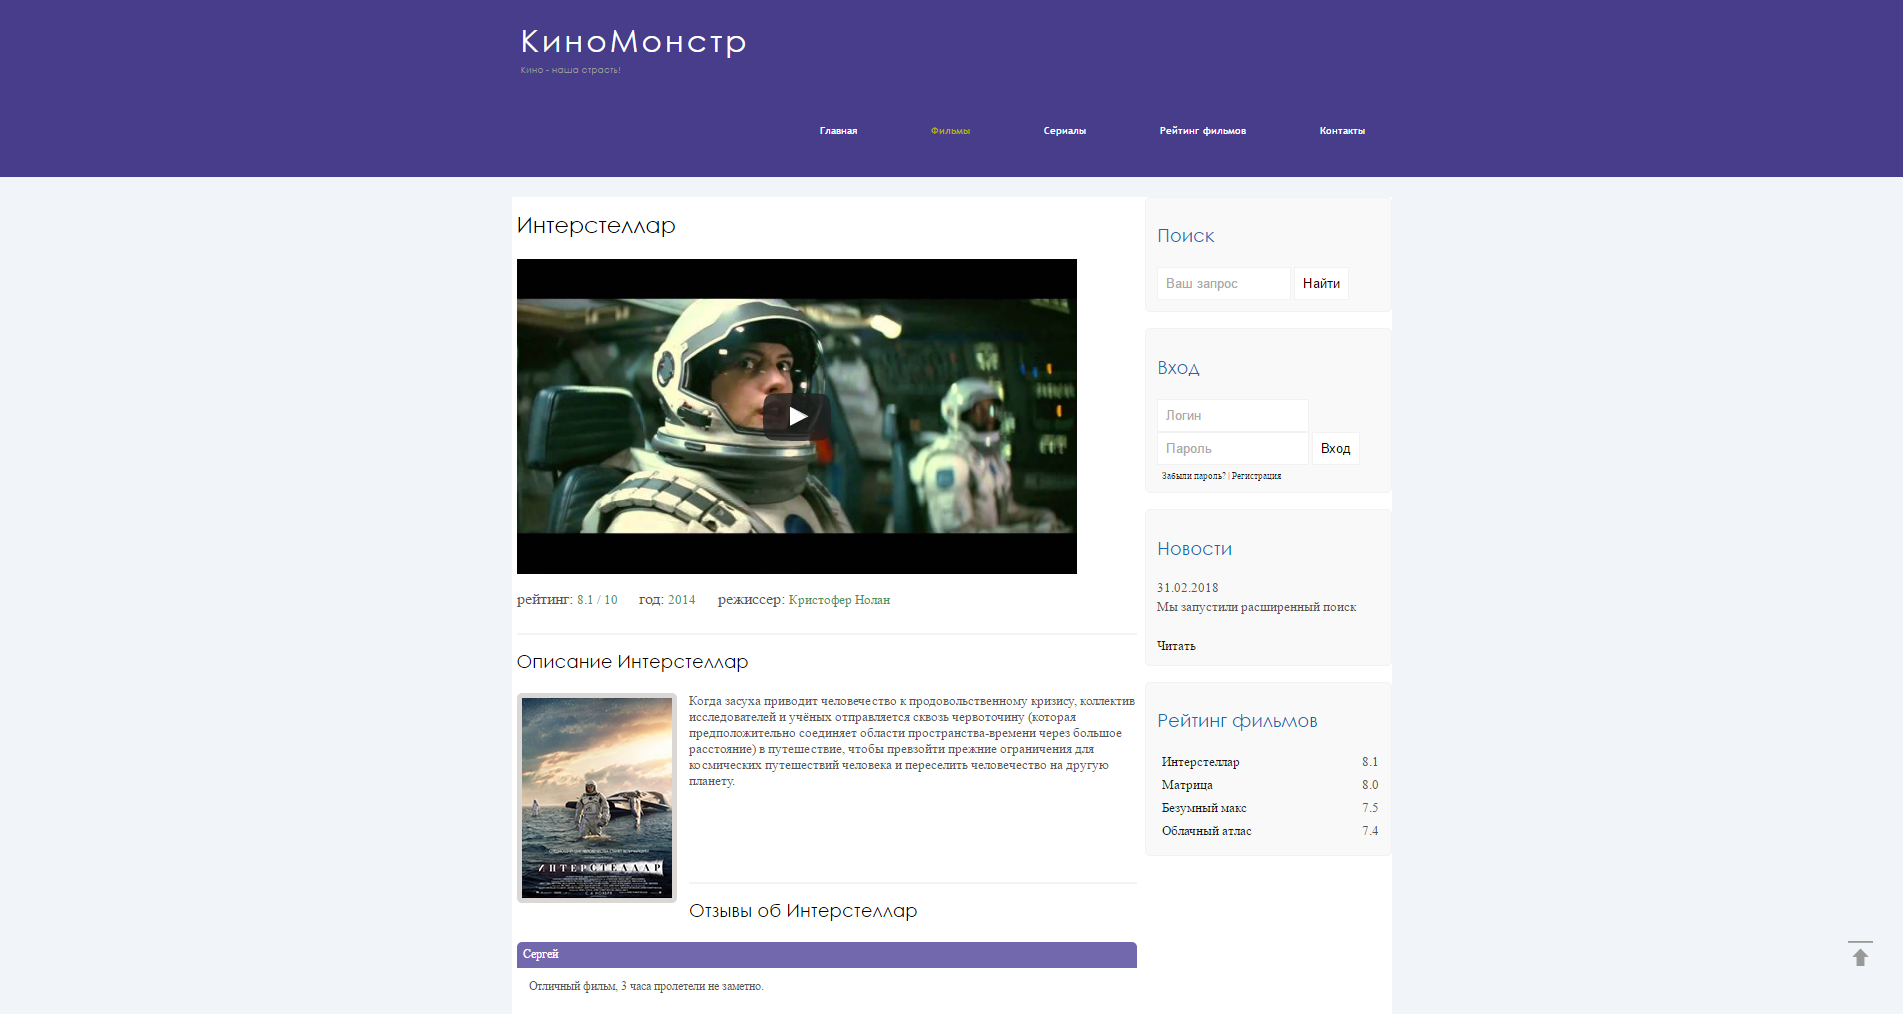 КиноМонстр
Кино - наша страсть!
Главная Фильмы Сериалы Рейтинг фильмов Контакты
Интерстеллар
рейтинг: 8.1 / 10 год: 2014 режиссер: Кристофер Нолан
Описание Интерстеллар
Когда засуха приводит человечество к продовольственному кризису, коллектив
исследователей и учёных отправляется сквозь червоточину (которая
предположительно соединяет области пространства-времени через большое
расстояние) в путешествие, чтобы превзойти прежние ограничения для
космических путешествий человека и переселить человечество на другую
планету.
ИНТЕРСТЕЛЛАР
Отзывы об Интерстеллар
Сергей
Отличный фильм, 3 часа пролетели не заметно.
Поиск
Ваш запрос Найти
Вход
Логин
Пароль Вход
Забыли пароль? | Регистрация
Новости
31.02.2018
Мы запустили расширенный поиск
Читать
Рейтинг фильмов
Интерстеллар 8.1
Матрица 8.0
Безумный макс 7.5
Облачный атлас 7.4